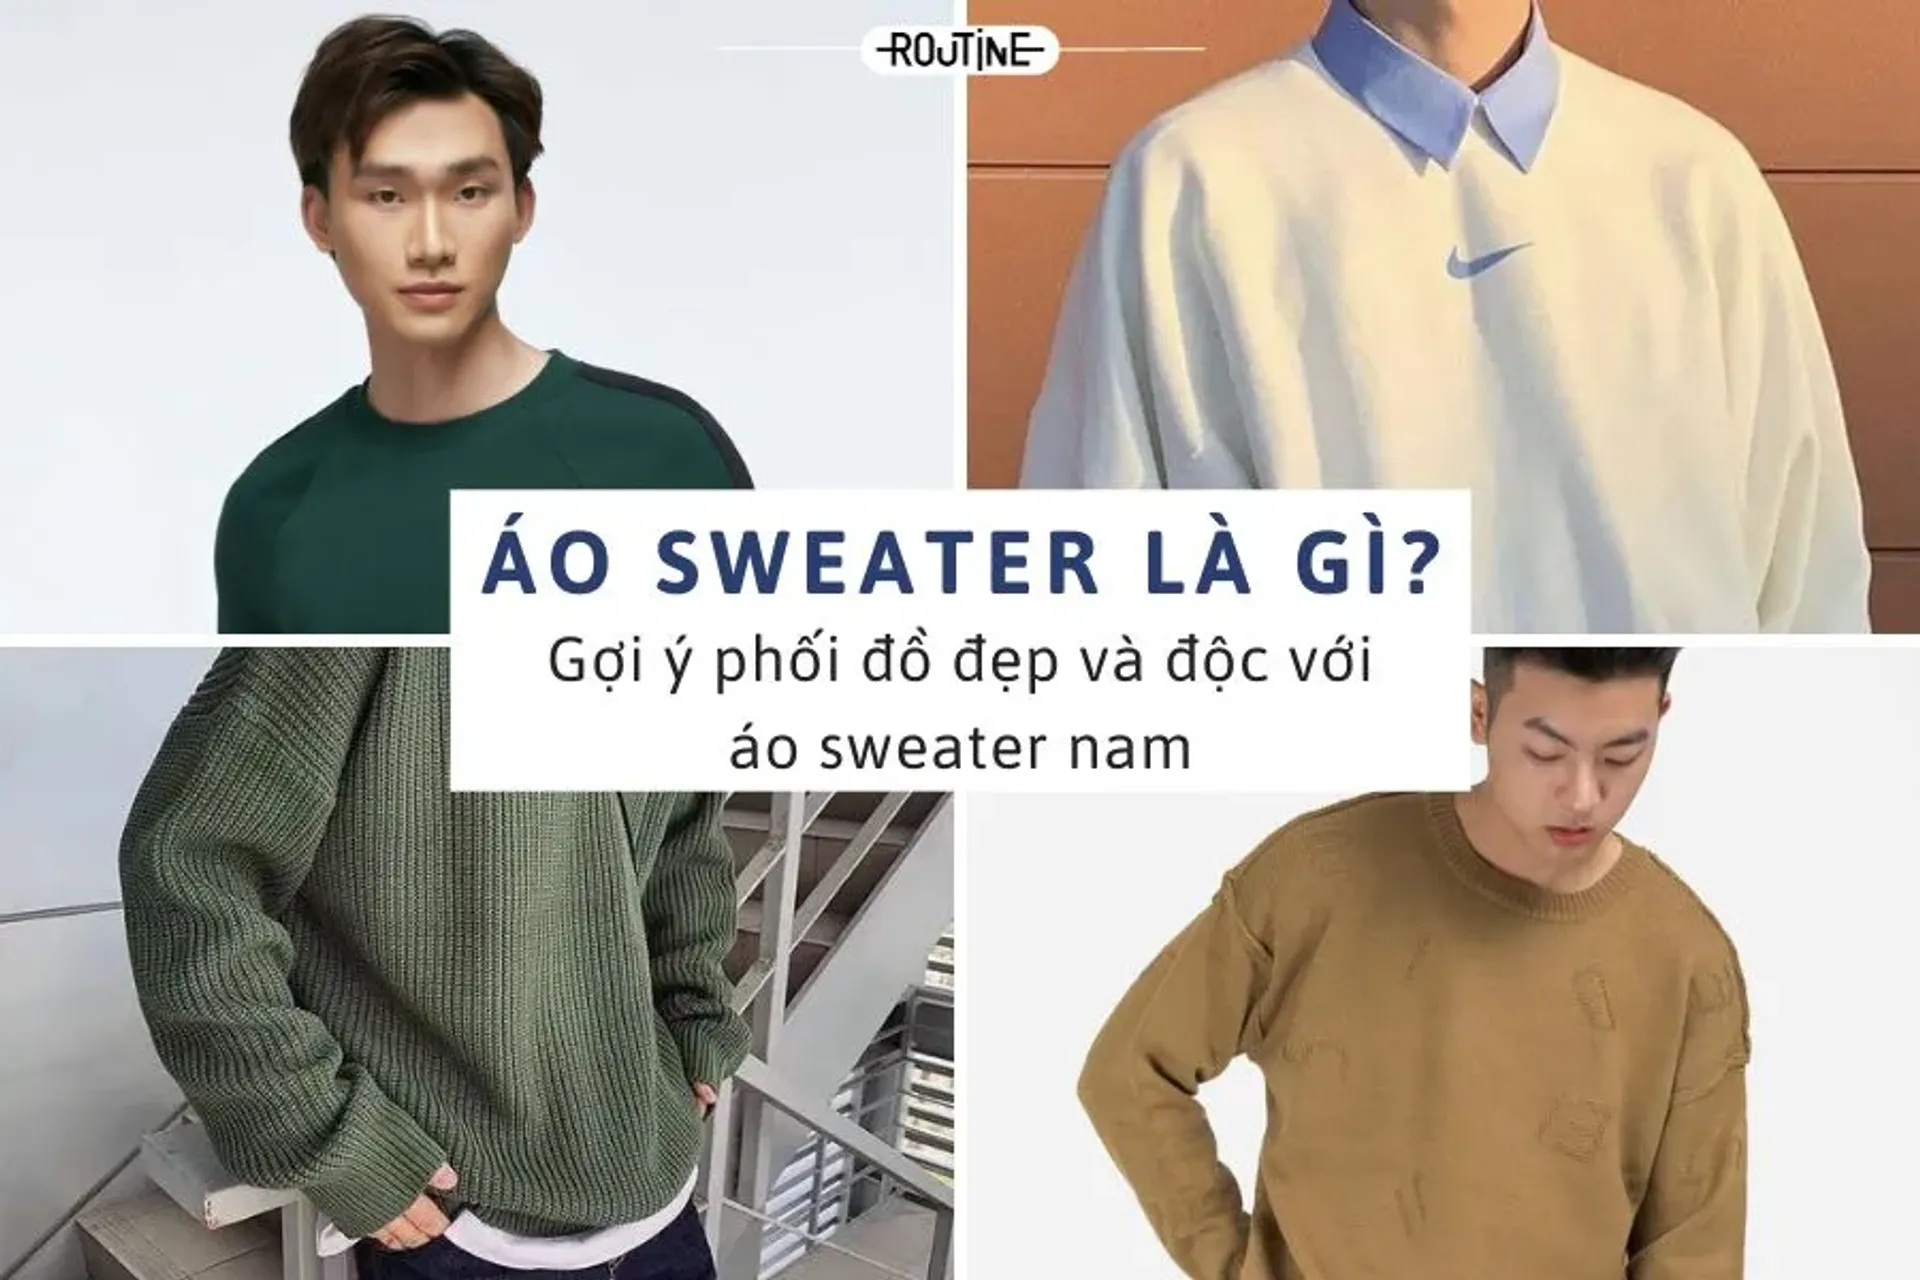 ROUTINE
ÁO SWEATER LÀ GÌ?
Gợi ý phối đồ đẹp và độc với
áo sweater nam